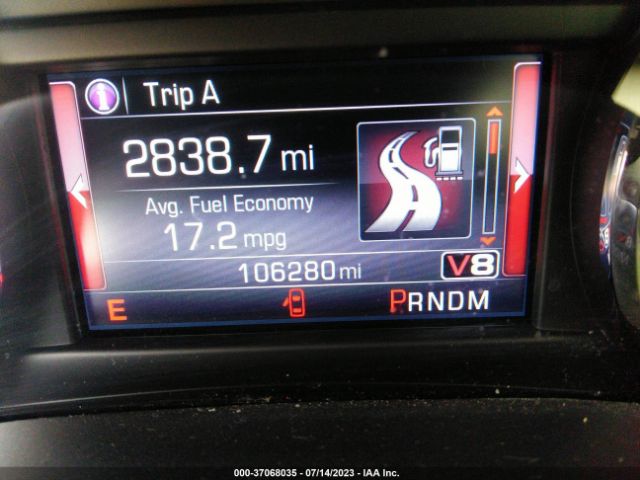 i Trip A
2838.7 mi
Avg. Fuel Economy
17.2 mpg
106280 mi V8
E PRNDM
000-37068035 - 07/14/2023 - IAA Inc.